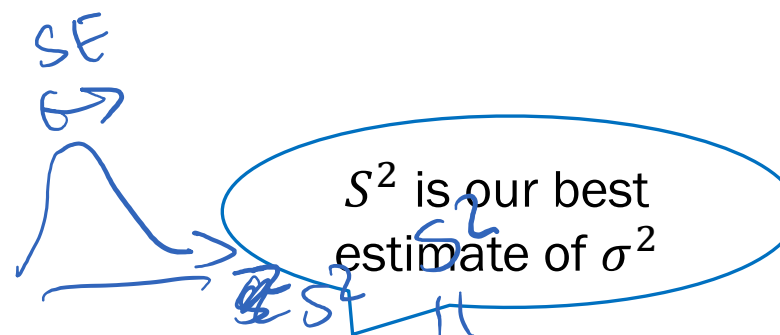 SE
S² is our best
estimate of σ²
S²
S²